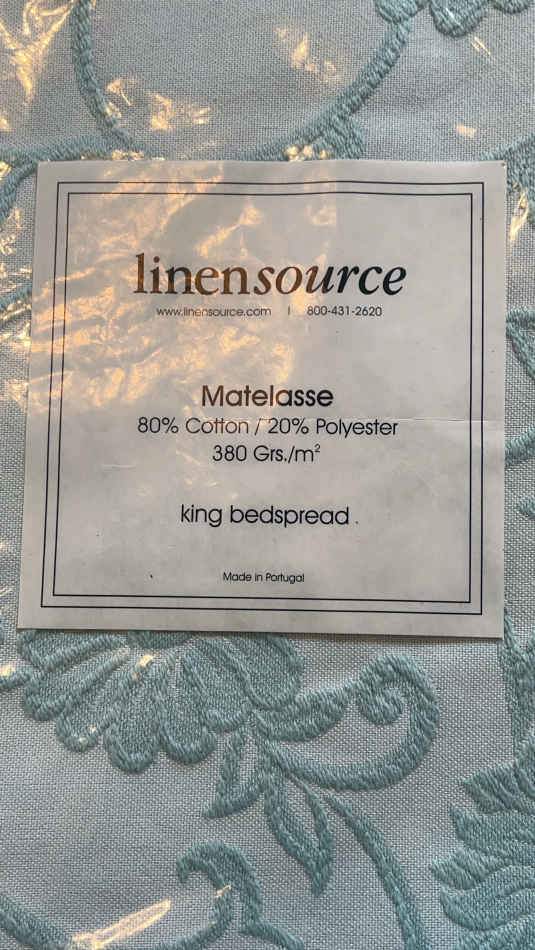 linensource
www.linensource.com | 800-431-2620
Matelasse
80% Cotton / 20% Polyester
380 Grs./m²
king bedspread
Made in Portugal